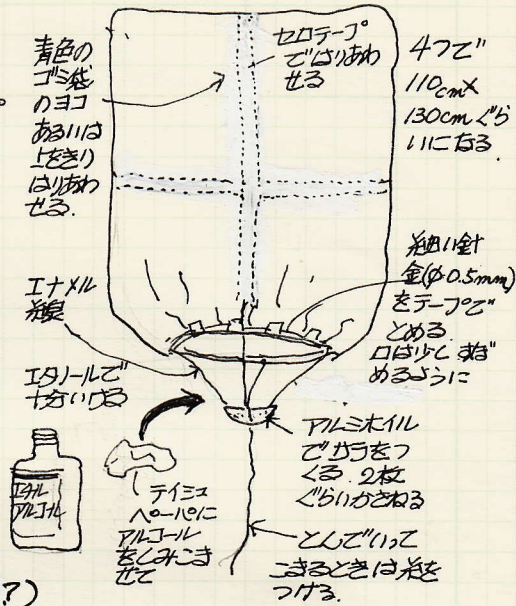 青色の
ゴミ袋
のヨコ
あるいは
上をきり
はりあわ
せる.
セロテープ
ではりあわ
せる
4つで
110cm×
130cmぐら
いになる
細い針
金(φ0.5mm)
をテープで
とめる.
口は少しすぼ
めるように
エナメル
線
エタノールで
十分いける
アルミホイル
でサラをつ
くる. 2枚
ぐらいかさねる
エチル
アルコール
テイシュ
ペーパに
アルコール
をしみこま
せて
とんでいって
こまるときは糸を
つける.
?)